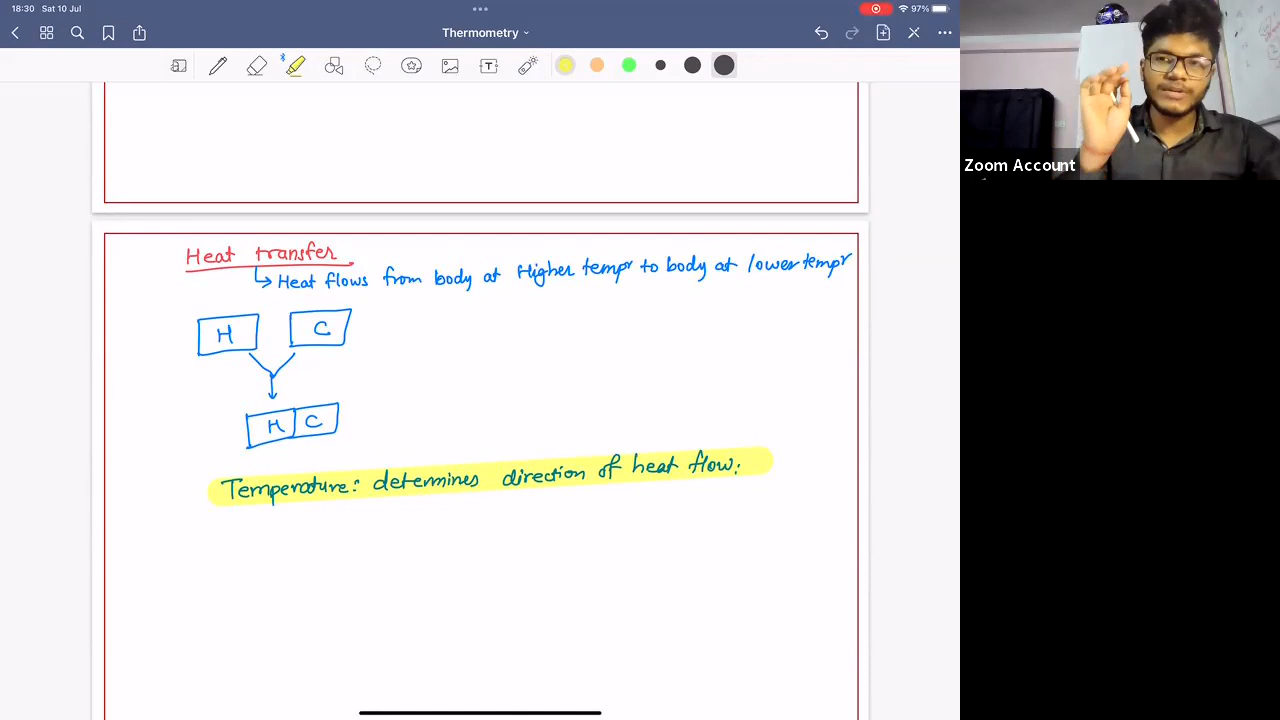 18:30 Sat 10 Jul
97%
Thermometry
T
Zoom Account
Heat transfer
Heat flows from body at Higher tempr to body at lower tempr
H C
H C
Temperature: determines direction of heat flow.